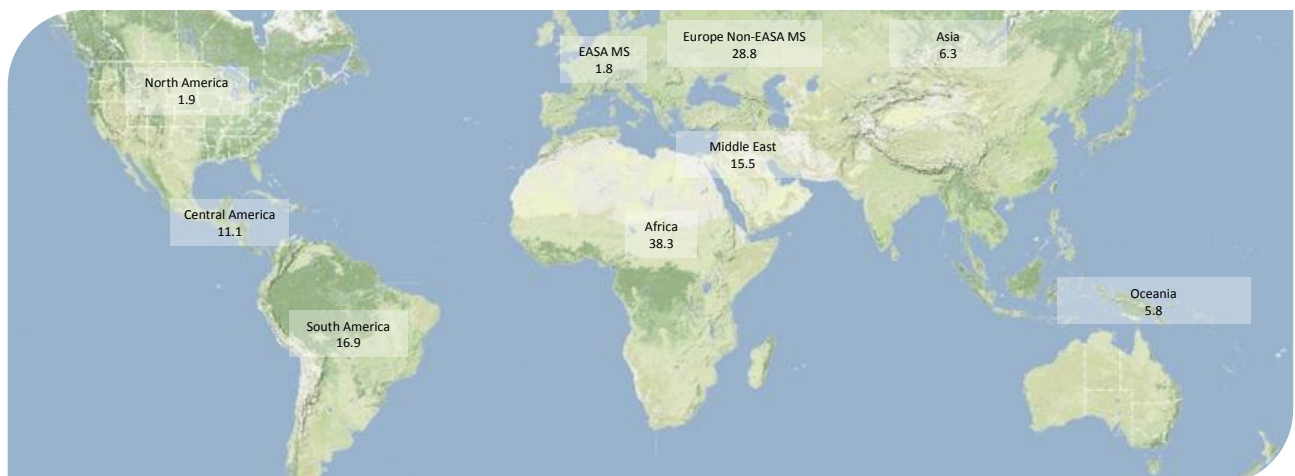 Europe Non-EASA MS
28.8
Asia
6.3
EASA MS
1.8
North America
1.9
Middle East
15.5
Central America
11.1
Africa
38.3
Oceania
5.8
South America
16.9